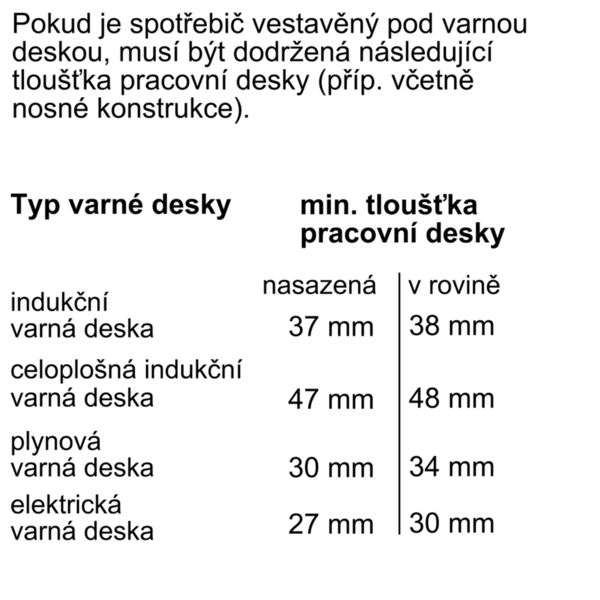 Pokud je spotřebič vestavěný pod varnou
deskou, musí být dodržená následující
tloušťka pracovní desky (příp. včetně
nosné konstrukce).
Typ varné desky
min. tloušťka
pracovní desky
nasazená
v rovině
indukční
varná deska
37 mm
38 mm
celoplošná indukční
varná deska
47 mm
48 mm
plynová
varná deska
30 mm
34 mm
elektrická
varná deska
27 mm
30 mm